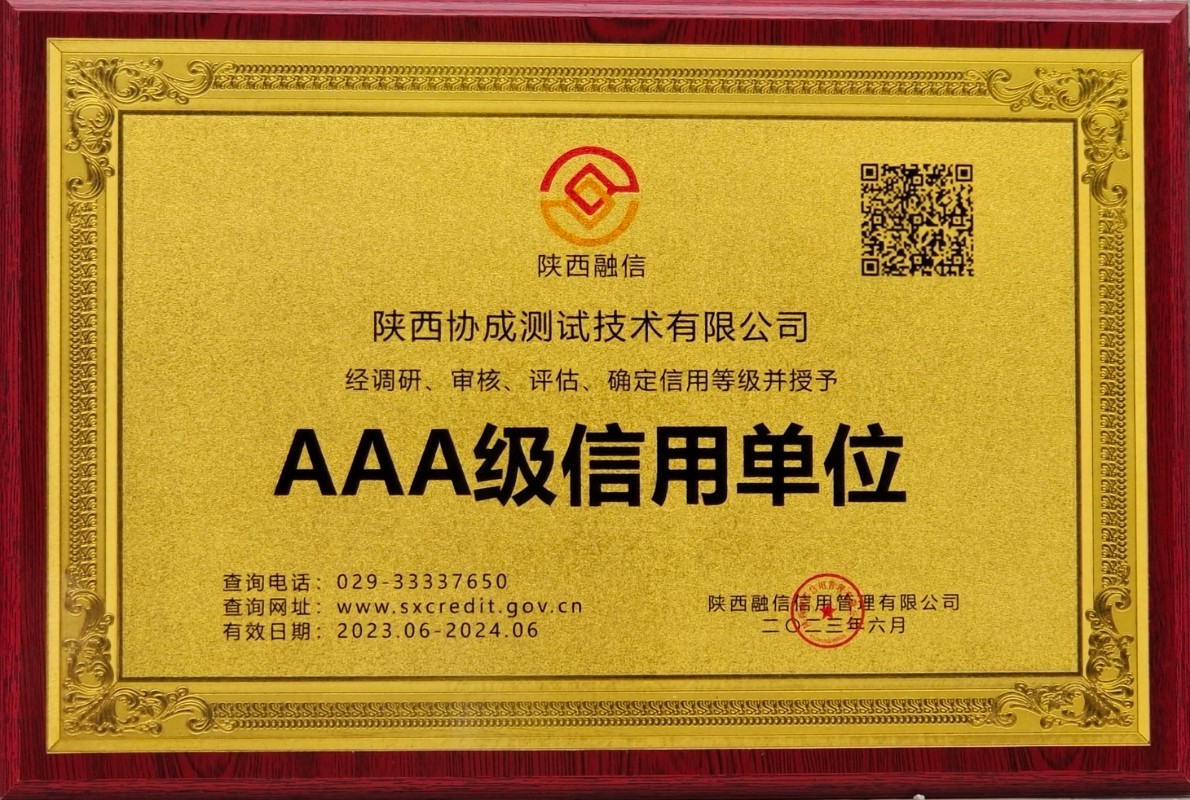 陕西融信
陕西协成测试技术有限公司
经调研、审核、评估、确定信用等级并授予
AAA级信用单位
查询电话：029-33337650
查询网址：www.sxcredit.gov.cn
有效日期：2023.06-2024.06
陕西融信信用管理有限公司
二〇二三年六月